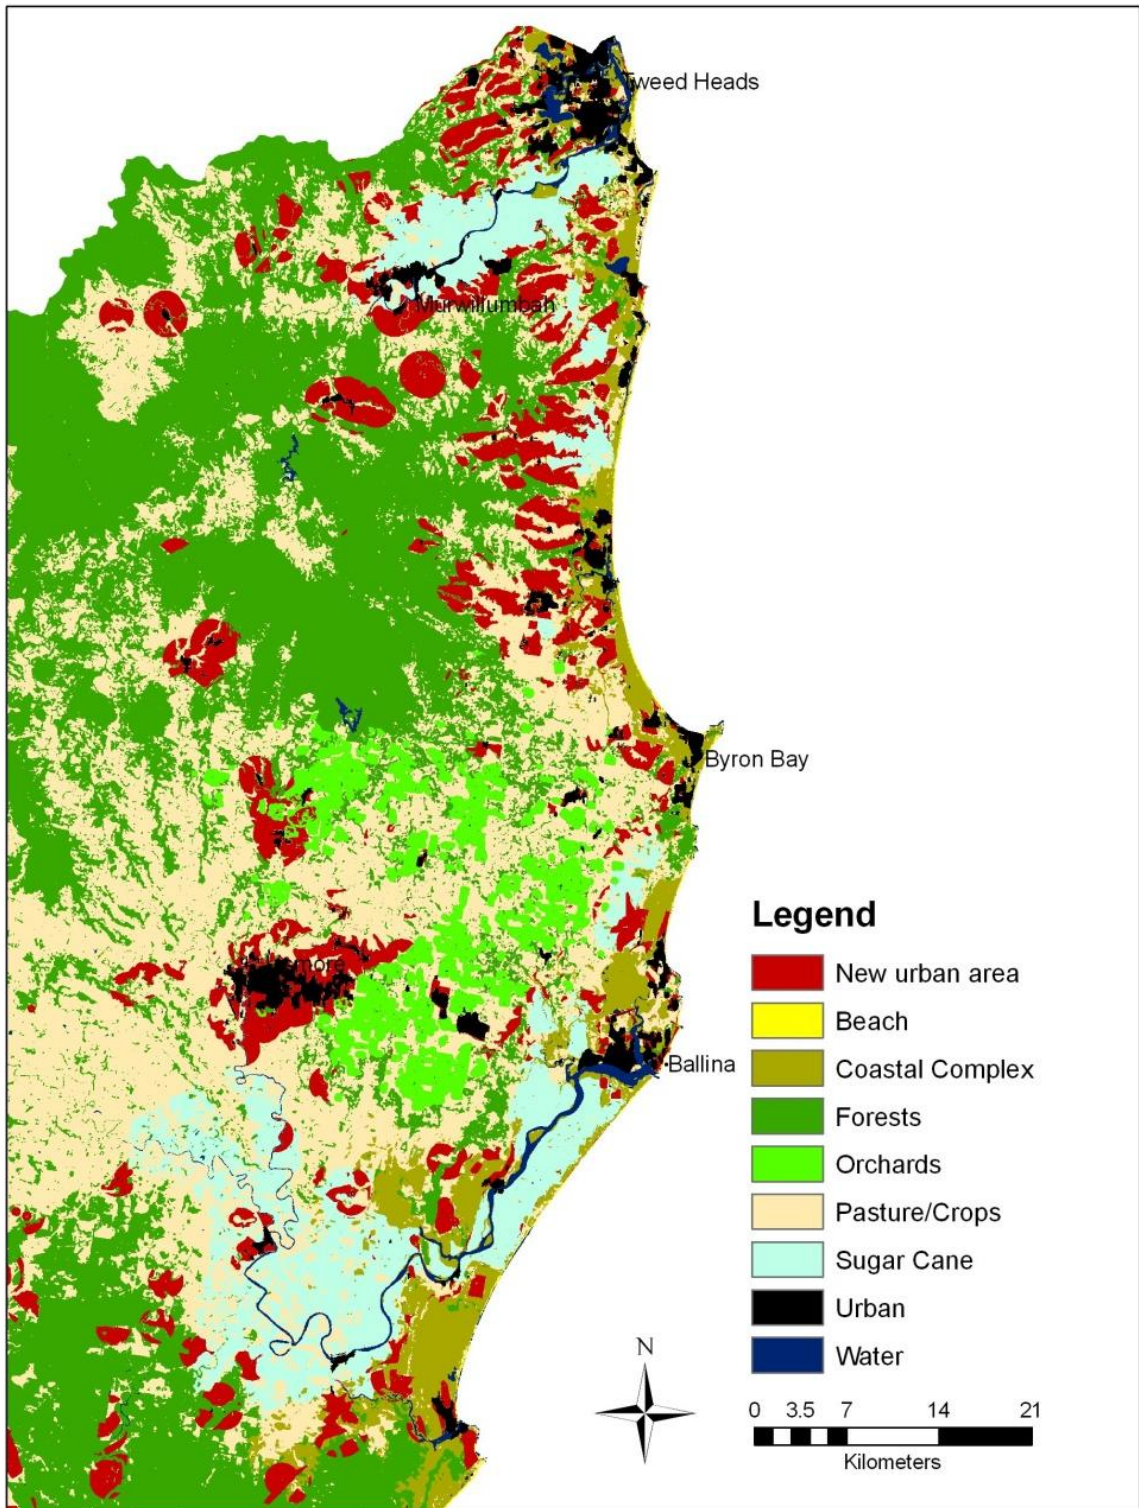 Tweed Heads
Murwillumbah
Byron Bay
Ballina
Legend
New urban area
Beach
Coastal Complex
Forests
Orchards
Pasture/Crops
Sugar Cane
Urban
Water
N
0 3.5 7 14 21
Kilometers